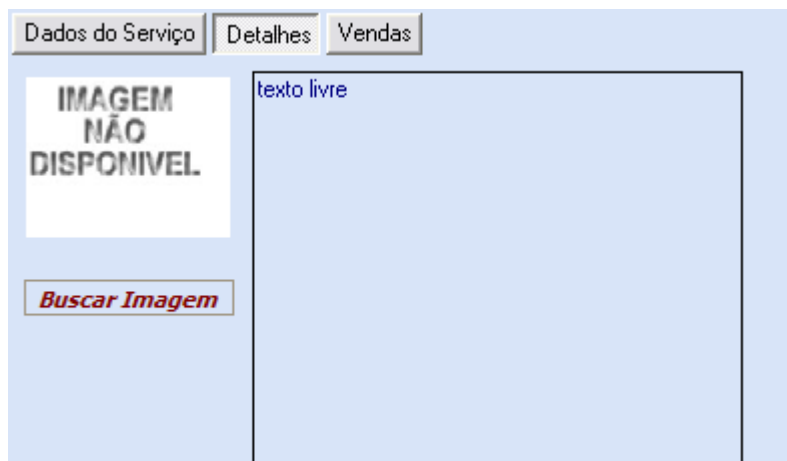 Dados do Serviço Detalhes Vendas
IMAGEM
NÃO
DISPONIVEL
texto livre
Buscar Imagem